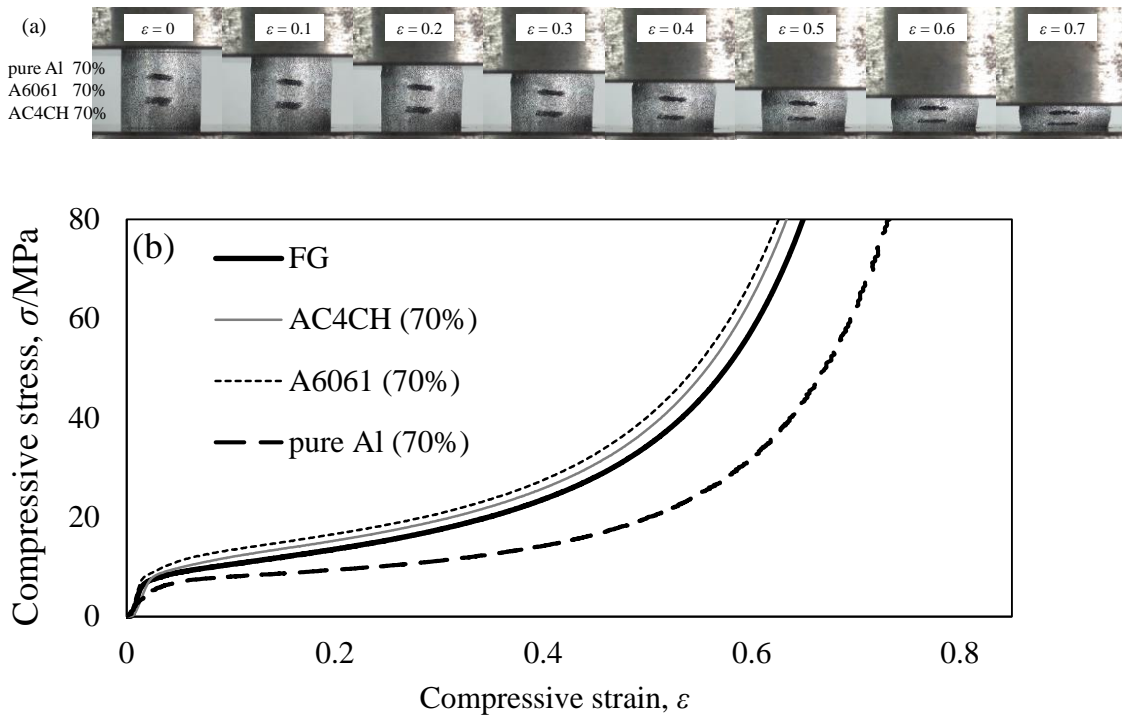 (a)
ε = 0
ε = 0.1
ε = 0.2
ε = 0.3
ε = 0.4
ε = 0.5
ε = 0.6
ε = 0.7
pure Al 70%
A6061 70%
AC4CH 70%
(b)
FG
AC4CH (70%)
A6061 (70%)
pure Al (70%)
Compressive stress, σ/MPa
80
60
40
20
0
0
0.2
0.4
0.6
0.8
Compressive strain, ε